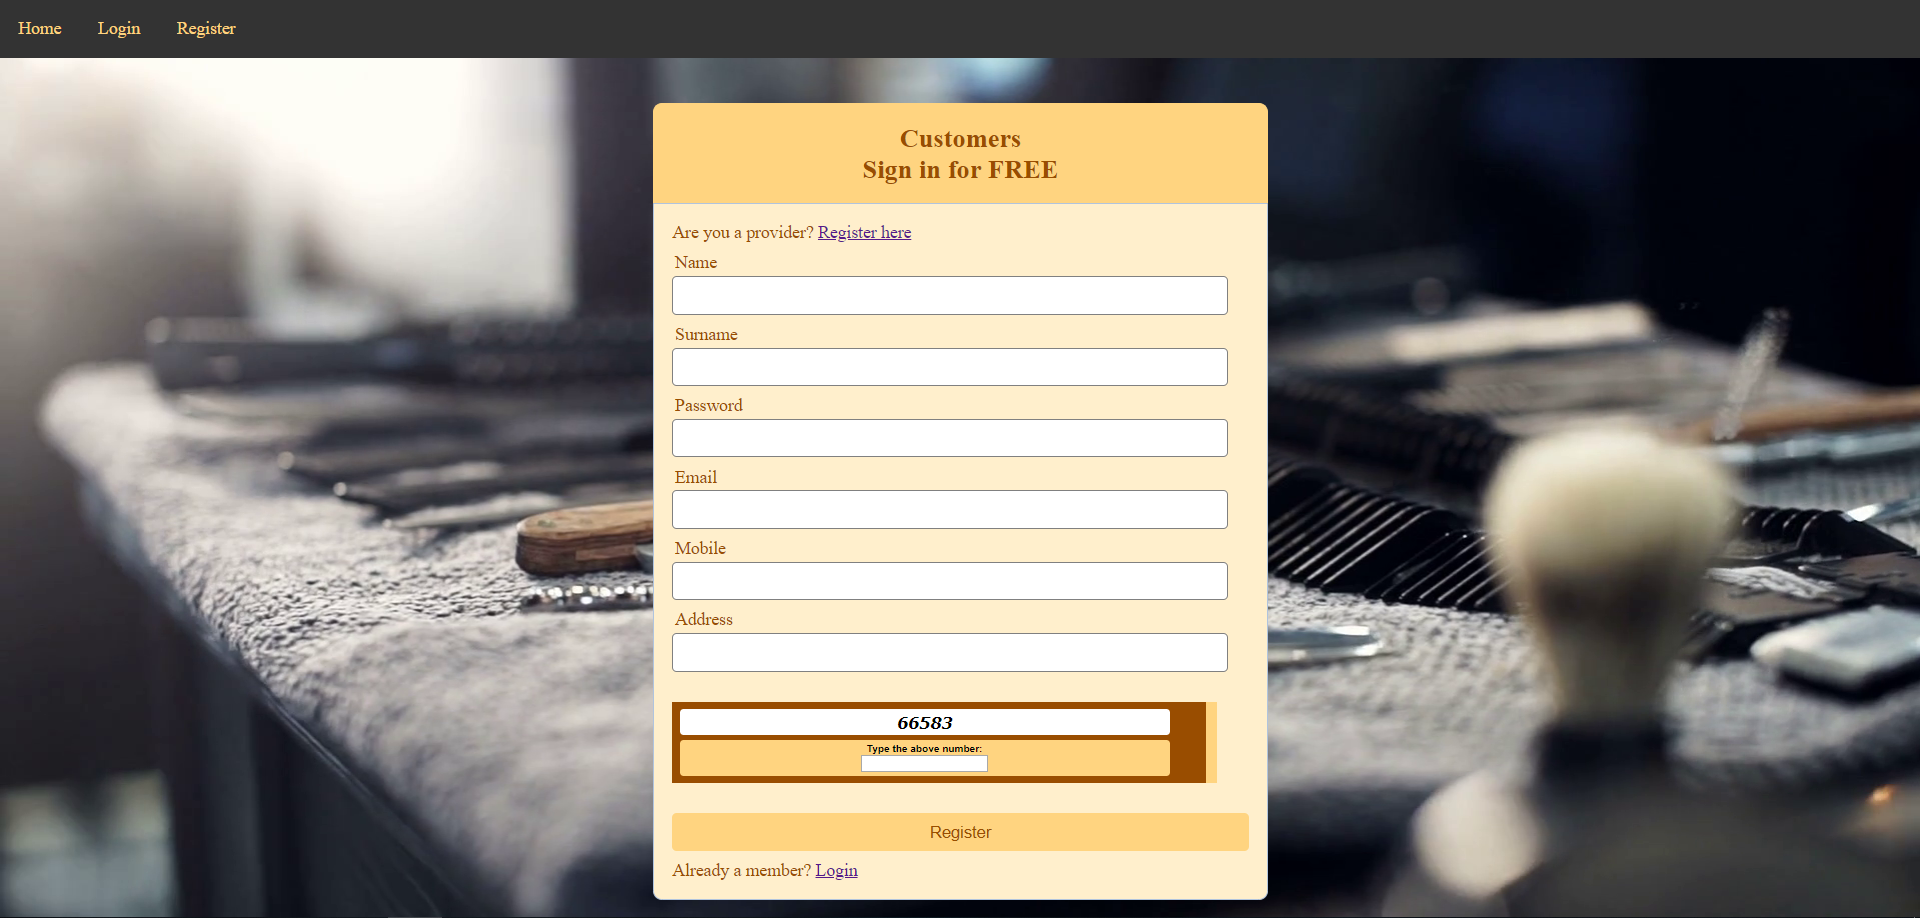 Home Login Register
Customers
Sign in for FREE
Are you a provider? Register here
Name
Surname
Password
Email
Mobile
Address
66583
Type the above number:
Register
Already a member? Login